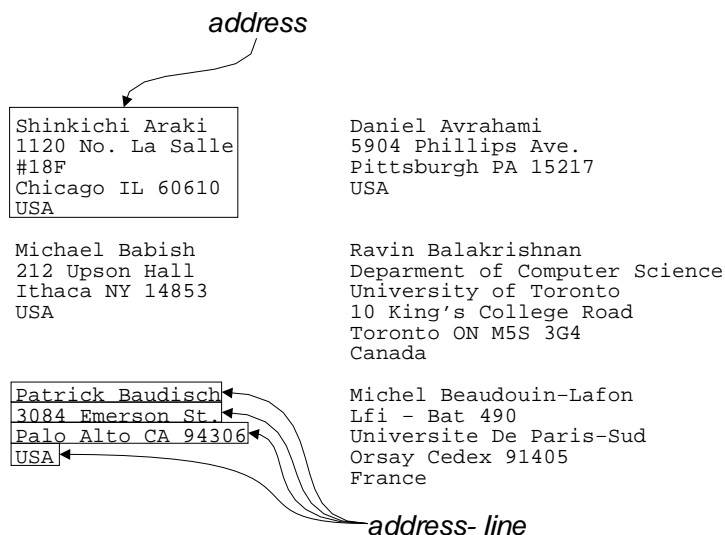 address
Shinkichi Araki
1120 No. La Salle
#18F
Chicago IL 60610
USA
Daniel Avrahami
5904 Phillips Ave.
Pittsburgh PA 15217
USA
Michael Babish
212 Upson Hall
Ithaca NY 14853
USA
Ravin Balakrishnan
Deparment of Computer Science
University of Toronto
10 King's College Road
Toronto ON M5S 3G4
Canada
Patrick Baudisch
3084 Emerson St.
Palo Alto CA 94306
USA
Michel Beaudouin-Lafon
Lfi - Bat 490
Universite De Paris-Sud
Orsay Cedex 91405
France
address- line